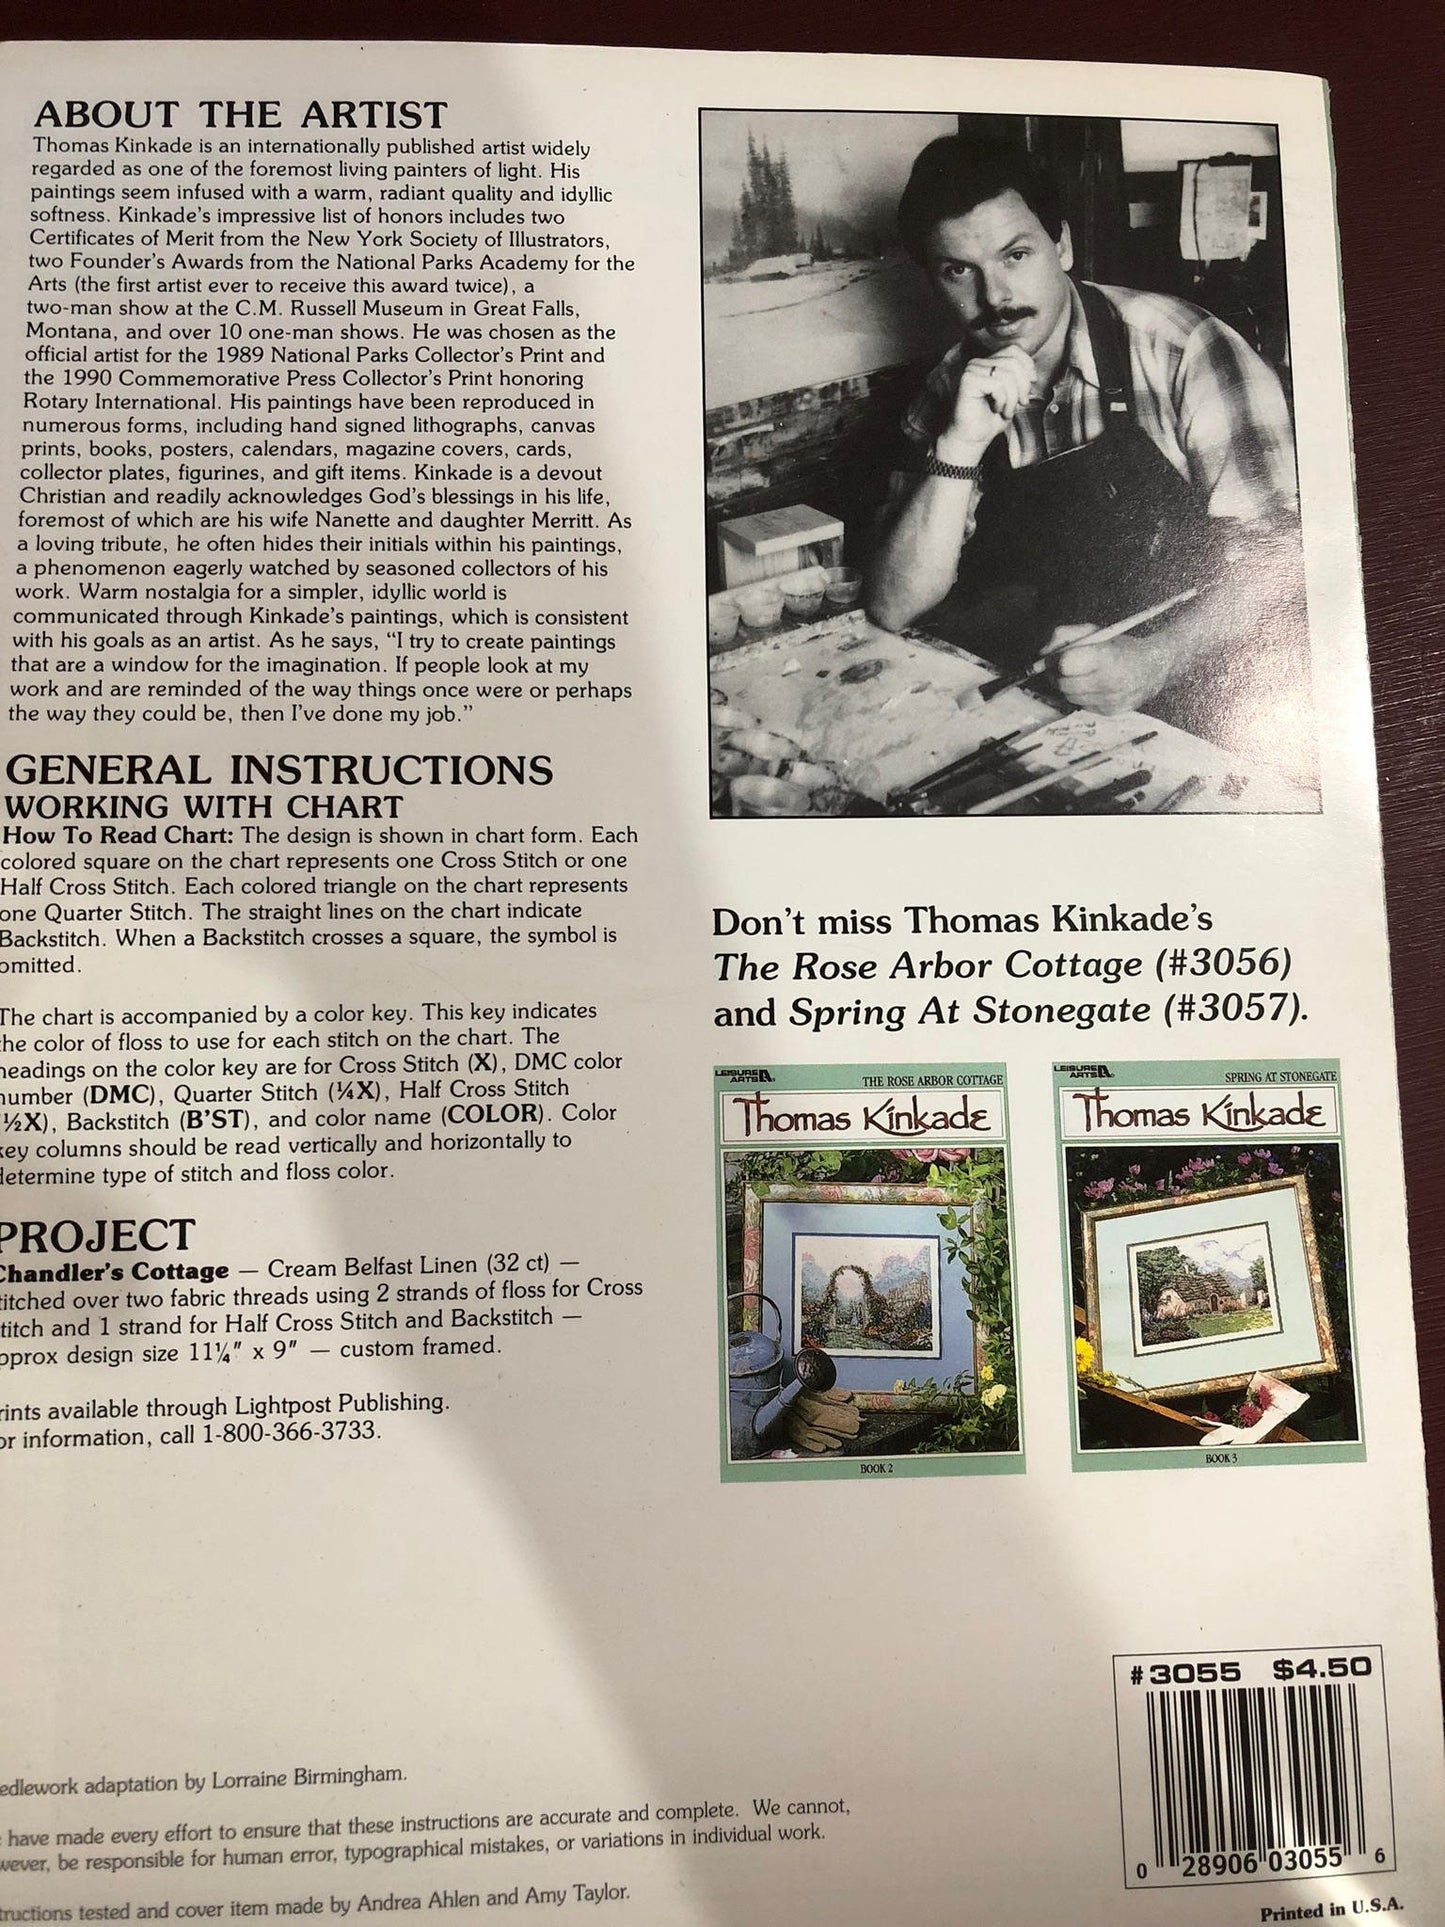 ABOUT THE ARTIST
Thomas Kinkade is an internationally published artist widely
regarded as one of the foremost living painters of light. His
paintings seem infused with a warm, radiant quality and idyllic
softness. Kinkade's impressive list of honors includes two
Certificates of Merit from the New York Society of Illustrators,
two Founder's Awards from the National Parks Academy for the
Arts (the first artist ever to receive this award twice), a
two-man show at the C.M. Russell Museum in Great Falls,
Montana, and over 10 one-man shows. He was chosen as the
official artist for the 1989 National Parks Collector's Print and
the 1990 Commemorative Press Collector's Print honoring
Rotary International. His paintings have been reproduced in
numerous forms, including hand signed lithographs, canvas
prints, books, posters, calendars, magazine covers, cards,
collector plates, figurines, and gift items. Kinkade is a devout
Christian and readily acknowledges God's blessings in his life,
foremost of which are his wife Nanette and daughter Merritt. As
a loving tribute, he often hides their initials within his paintings,
a phenomenon eagerly watched by seasoned collectors of his
work. Warm nostalgia for a simpler, idyllic world is
communicated through Kinkade's paintings, which is consistent
with his goals as an artist. As he says, “I try to create paintings
that are a window for the imagination. If people look at my
work and are reminded of the way things once were or perhaps
the way they could be, then I've done my job.”
GENERAL INSTRUCTIONS
WORKING WITH CHART
How To Read Chart: The design is shown in chart form. Each
colored square on the chart represents one Cross Stitch or one
Half Cross Stitch. Each colored triangle on the chart represents
one Quarter Stitch. The straight lines on the chart indicate
Backstitch. When a Backstitch crosses a square, the symbol is
omitted.
The chart is accompanied by a color key. This key indicates
the color of floss to use for each stitch on the chart. The
headings on the color key are for Cross Stitch (X), DMC color
number (DMC), Quarter Stitch (¼X), Half Cross Stitch
(½X), Backstitch (B'ST), and color name (COLOR). Color
key columns should be read vertically and horizontally to
determine type of stitch and floss color.
PROJECT
Chandler's Cottage — Cream Belfast Linen (32 ct) —
titched over two fabric threads using 2 strands of floss for Cross
titch and 1 strand for Half Cross Stitch and Backstitch —
pprox design size 11¼" x 9" — custom framed.
rints available through Lightpost Publishing.
or information, call 1-800-366-3733.
Don't miss Thomas Kinkade's
The Rose Arbor Cottage (#3056)
and Spring At Stonegate (#3057).
LEISURE ARTS
THE ROSE ARBOR COTTAGE
Thomas Kinkade
BOOK 2
LEISURE ARTS
SPRING AT STONEGATE
Thomas Kinkade
BOOK 3
edlework adaptation by Lorraine Birmingham.
have made every effort to ensure that these instructions are accurate and complete. We cannot,
wever, be responsible for human error, typographical mistakes, or variations in individual work.
tructions tested and cover item made by Andrea Ahlen and Amy Taylor.
#3055 $4.50
0 28906 03055 6
Printed in U.S.A.